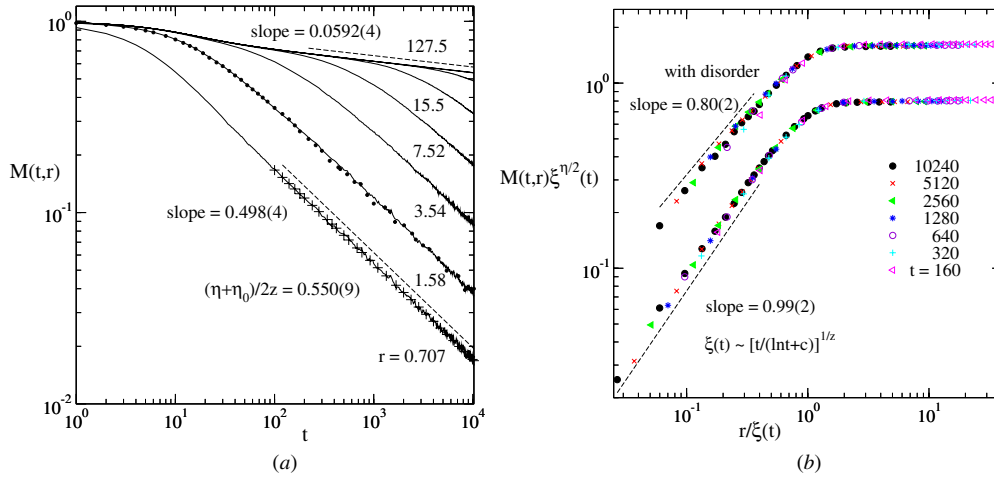 10⁰
10⁻¹
10⁻²
M(t,r)
slope = 0.0592(4)
127.5
15.5
7.52
3.54
1.58
slope = 0.498(4)
(η+η₀)/2z = 0.550(9)
r = 0.707
10⁰ 10¹ 10² 10³ 10⁴
t
(a)
10⁰
10⁻¹
M(t,r)ξ^{η/2}(t)
with disorder
slope = 0.80(2)
10240
5120
2560
1280
640
320
t = 160
slope = 0.99(2)
ξ(t) ~ [t/(lnt+c)]^{1/z}
10⁻¹ 10⁰ 10¹
r/ξ(t)
(b)